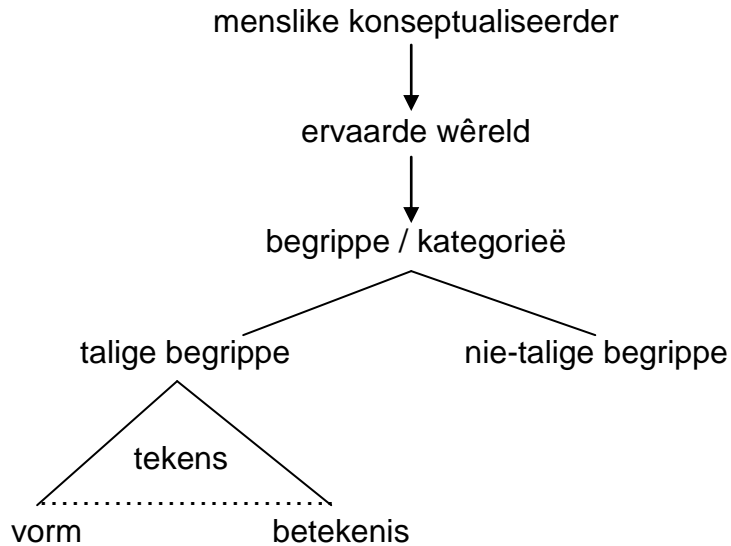 menslike konseptualiseerder
ervaarde wêreld
begrippe / kategorieë
talige begrippe
nie-talige begrippe
tekens
vorm
betekenis